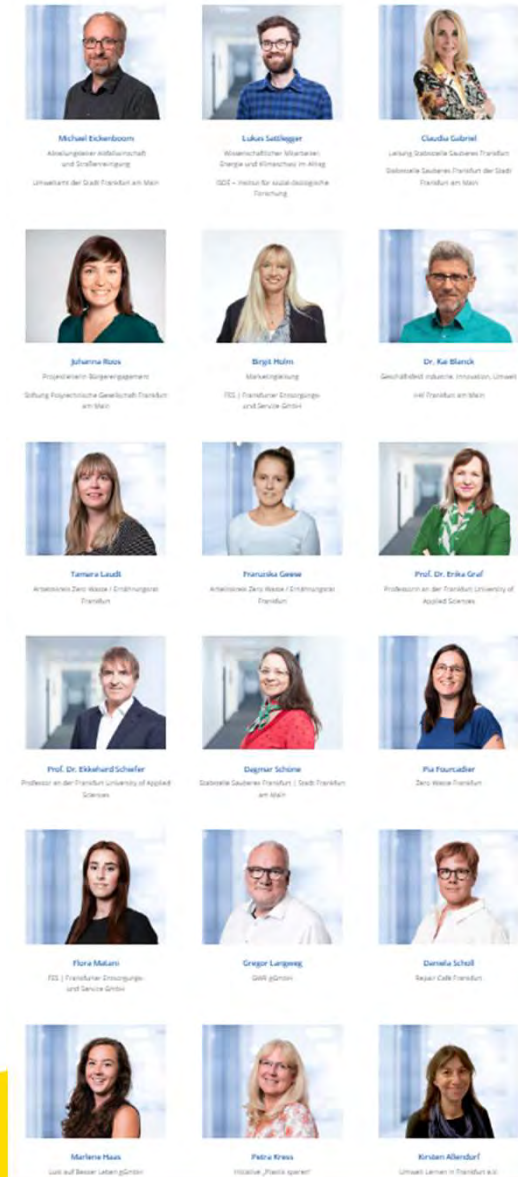 Michael Eickenboom
Abteilungsleiter Abfallwirtschaft
und Straßenreinigung
Umweltamt der Stadt Frankfurt am Main
Lukas Sattlegger
Wissenschaftlicher Mitarbeiter:
Energie und Klimaschutz im Alltag
ISOE – Institut für sozial-ökologische
Forschung
Claudia Gabriel
Leitung Stabsstelle Sauberes Frankfurt
Stabsstelle Sauberes Frankfurt der Stadt
Frankfurt am Main
Johanna Roos
Projektleiterin Bürgerengagement
Stiftung Polytechnische Gesellschaft Frankfurt
am Main
Birgit Holm
Marketingleitung
FES | Frankfurter Entsorgungs-
und Service GmbH
Dr. Kai Blanck
Geschäftsfeld Industrie, Innovation, Umwelt
IHK Frankfurt am Main
Tamara Laudt
Arbeitskreis Zero Waste / Ernährungsrat
Frankfurt
Franziska Geese
Arbeitskreis Zero Waste / Ernährungsrat
Frankfurt
Prof. Dr. Erika Graf
Professorin an der Frankfurt University of
Applied Sciences
Prof. Dr. Ekkehard Schiefer
Professor an der Frankfurt University of Applied
Sciences
Dagmar Schöne
Stabsstelle Sauberes Frankfurt | Stadt Frankfurt
am Main
Pia Fourcadier
Zero Waste Frankfurt
Flora Matani
FES | Frankfurter Entsorgungs-
und Service GmbH
Gregor Langweg
GWR gGmbH
Daniela Scholl
Repair Café Frankfurt
Marlene Haas
Lust auf Besser Leben gGmbH
Petra Kress
Initiative „Plastik sparen"
Kirsten Allendorf
Umwelt Lernen in Frankfurt e.V.